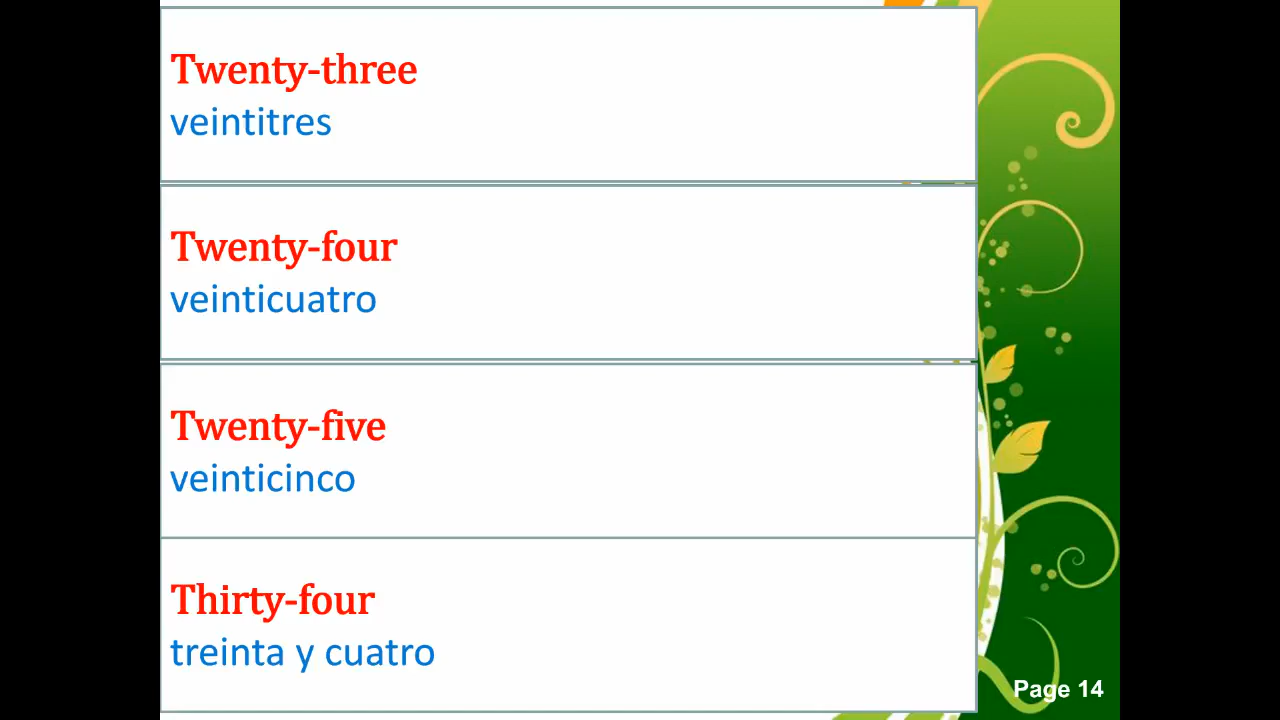 Twenty-three
veintitres
Twenty-four
veinticuatro
Twenty-five
veinticinco
Thirty-four
treinta y cuatro
Page 14